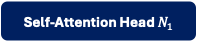 Self-Attention Head N₁